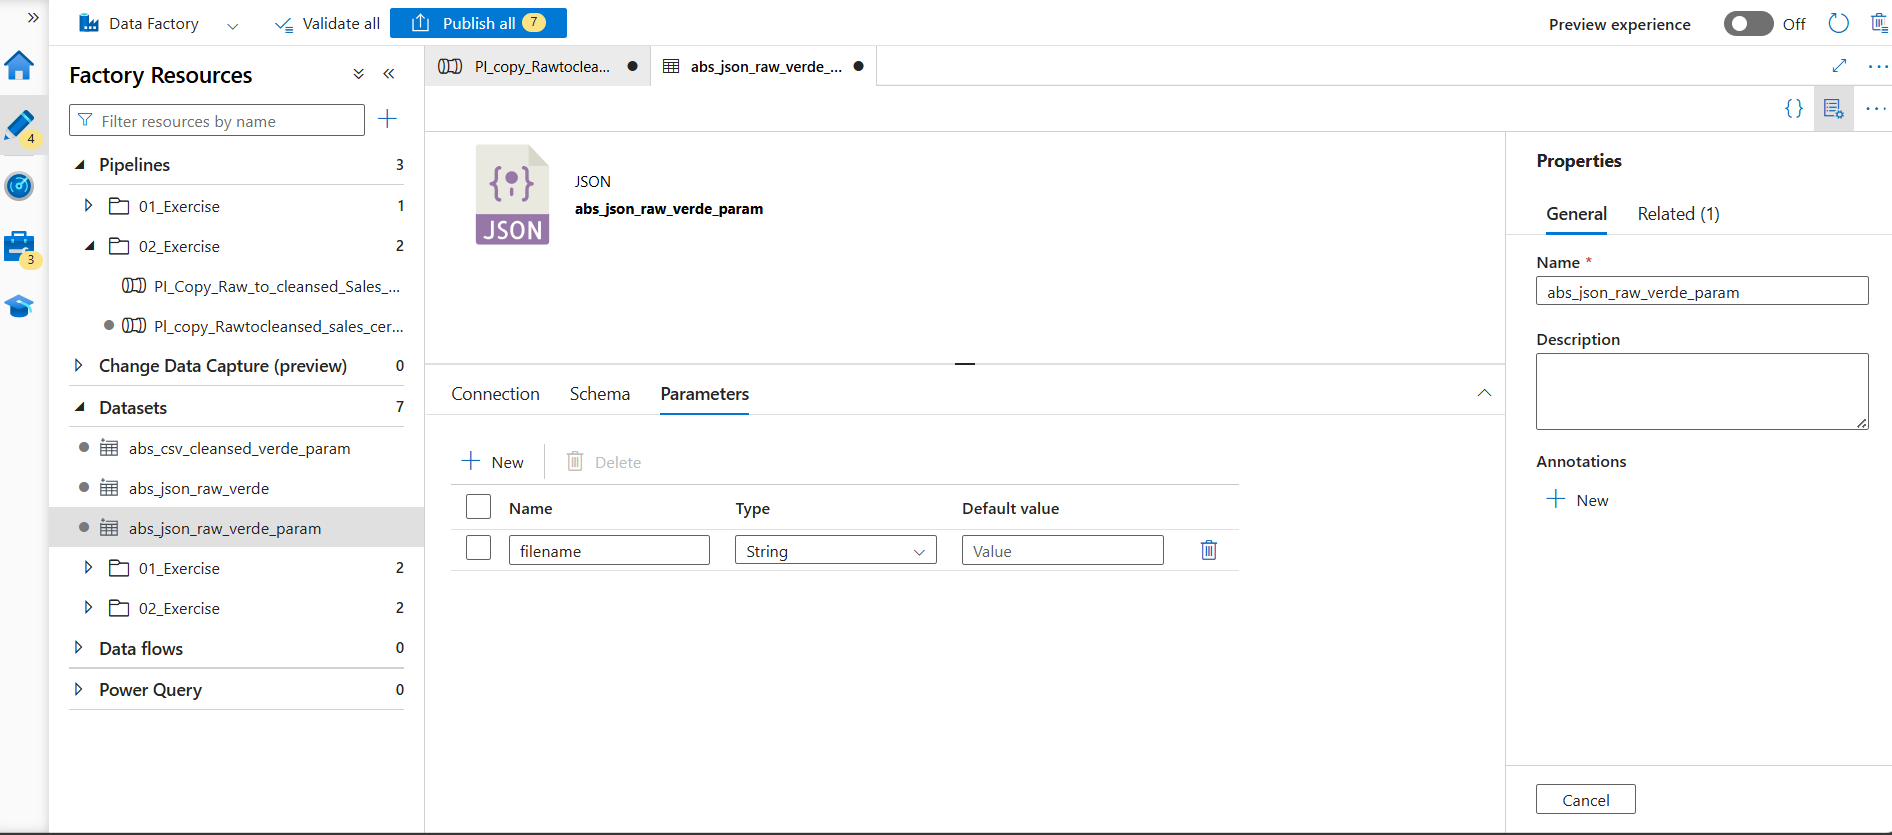 Data Factory
Validate all
Publish all 7
Preview experience
Off
Factory Resources
Filter resources by name
4
3
Pipelines 3
01_Exercise 1
02_Exercise 2
Pl_Copy_Raw_to_cleansed_Sales_...
Pl_copy_Rawtocleansed_sales_cer...
Change Data Capture (preview) 0
Datasets 7
abs_csv_cleansed_verde_param
abs_json_raw_verde
abs_json_raw_verde_param
01_Exercise 2
02_Exercise 2
Data flows 0
Power Query 0
Pl_copy_Rawtoclea...
abs_json_raw_verde_...
JSON
JSON
abs_json_raw_verde_param
Connection Schema Parameters
New Delete
Name Type Default value
filename String Value
Properties
General Related (1)
Name *
abs_json_raw_verde_param
Description
Annotations
New
Cancel